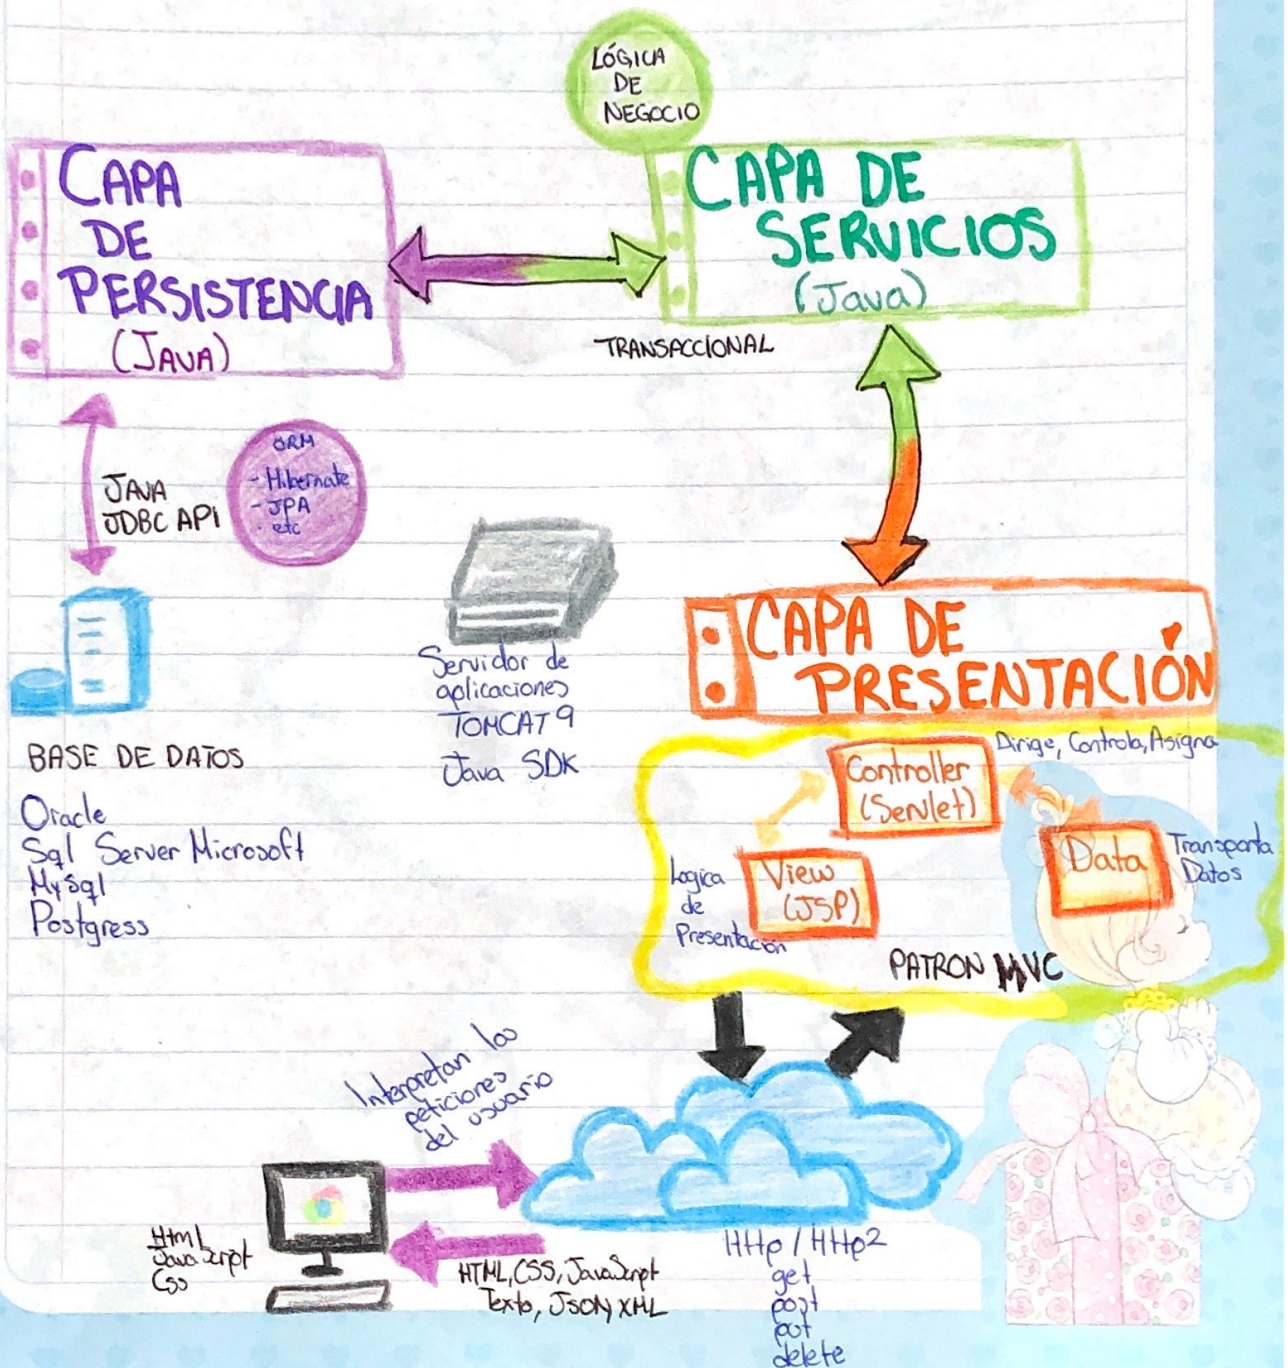 LÓGICA
DE
NEGOCIO
CAPA
DE
PERSISTENCIA
(JAVA)
CAPA DE
SERVICIOS
(Java)
TRANSACCIONAL
JAVA
JDBC API
ORM
- Hibernate
- JPA
- etc
Servidor de
aplicaciones
TOMCAT 9
Java SDK
BASE DE DATOS
Oracle
Sql Server Microsoft
MySql
Postgress
CAPA DE
PRESENTACIÓN
Controller
(Servlet)
Dirige, Controla, Asigna
View
(JSP)
Logica
de
Presentación
Data
Transporta
Datos
PATRON MVC
Interpretan las
peticiones
del usuario
Html
JavaScript
Css
HTML, CSS, JavaScript
Texto, JSON, XML
HHp / HHp2
get
post
put
delete